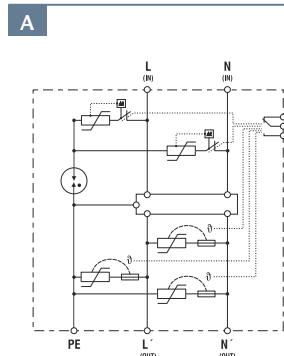 A
L N
(IN) (IN)
ϑ
ϑ
ϑ
PE L´ N´
(OUT) (OUT)